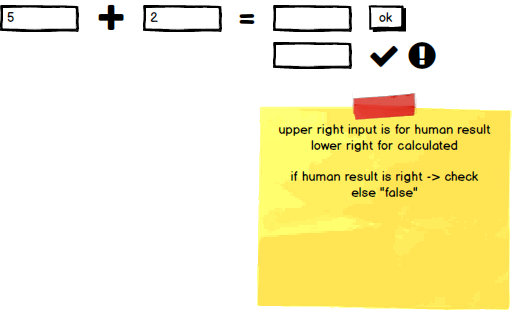 5 + 2 = ok
upper right input is for human result
lower right for calculated
if human result is right -> check
else "false"